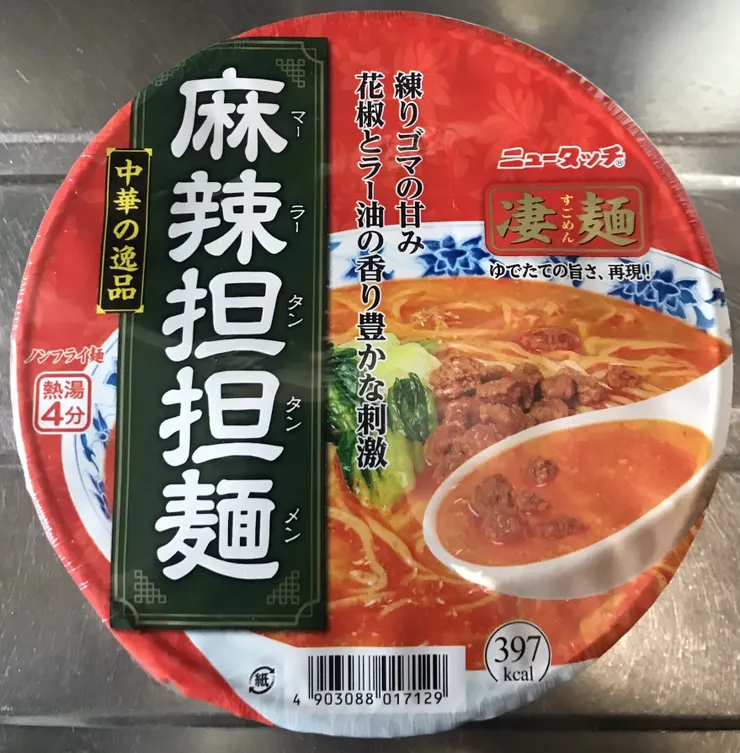 練りゴマの甘み
花椒とラー油の香り豊かな刺激
麻辣担担麺
マーラータンタンメン
中華の逸品
ニュータッチ®
凄麺
すごめん
ゆでたての旨さ、再現!
ノンフライ麺
熱湯
4分
397
kcal
紙
4 903088 017129